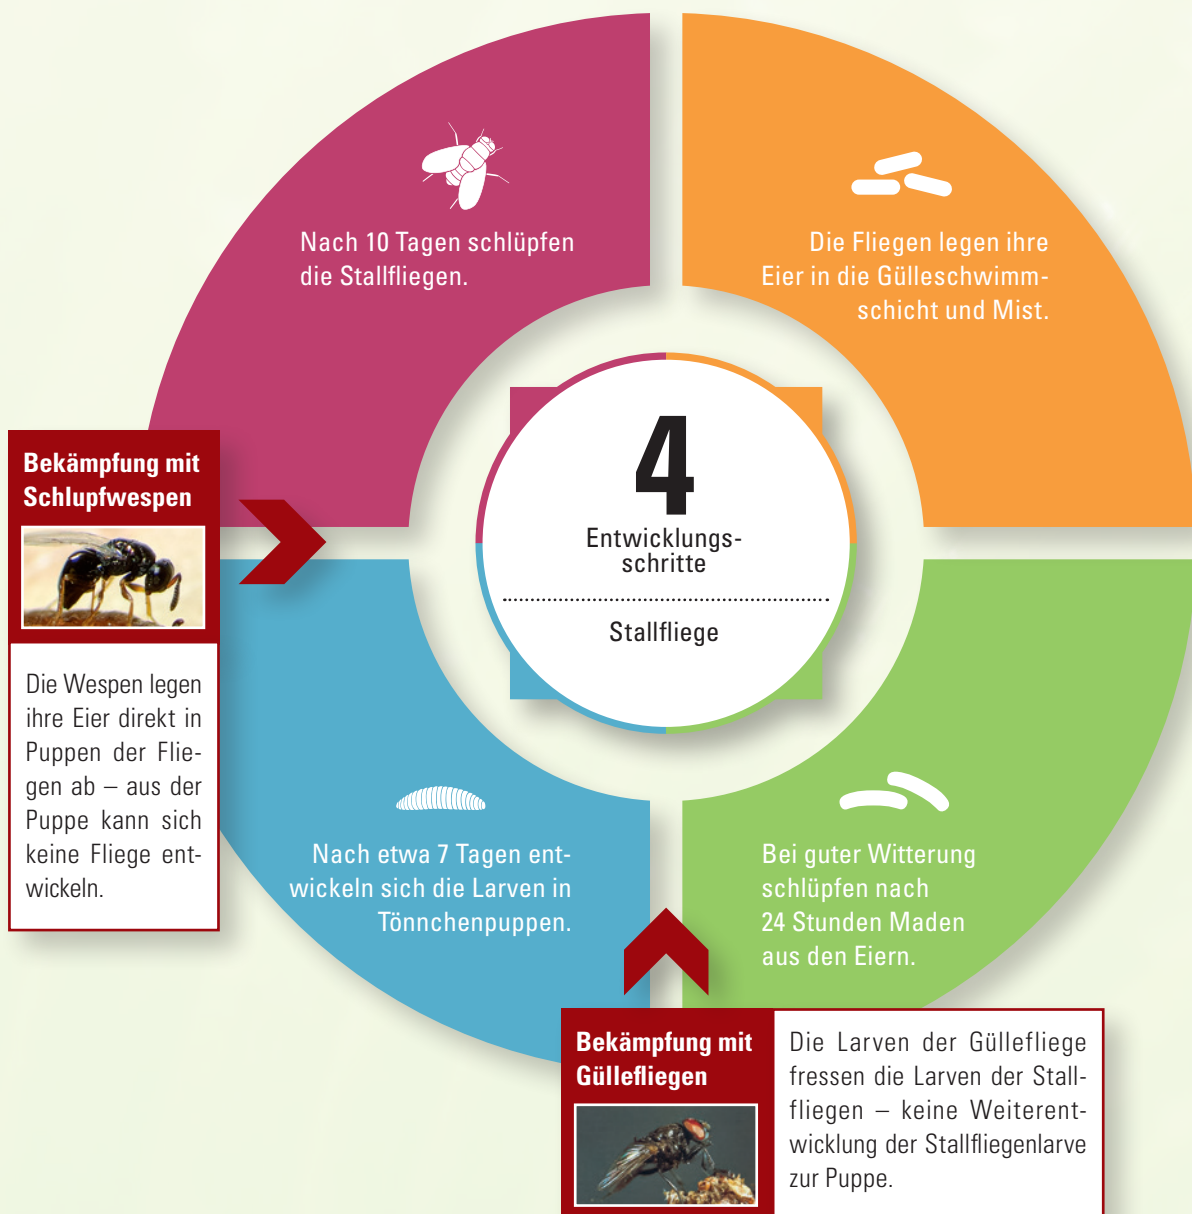 Nach 10 Tagen schlüpfen
die Stallfliegen.
Die Fliegen legen ihre
Eier in die Gülleschwimm-
schicht und Mist.
4
Entwicklungs-
schritte
Stallfliege
Bekämpfung mit
Schlupfwespen
Die Wespen legen
ihre Eier direkt in
Puppen der Flie-
gen ab – aus der
Puppe kann sich
keine Fliege ent-
wickeln.
Nach etwa 7 Tagen ent-
wickeln sich die Larven in
Tönnchenpuppen.
Bei guter Witterung
schlüpfen nach
24 Stunden Maden
aus den Eiern.
Bekämpfung mit
Güllefliegen
Die Larven der Güllefliege
fressen die Larven der Stall-
fliegen – keine Weiterent-
wicklung der Stallfliegenlarve
zur Puppe.